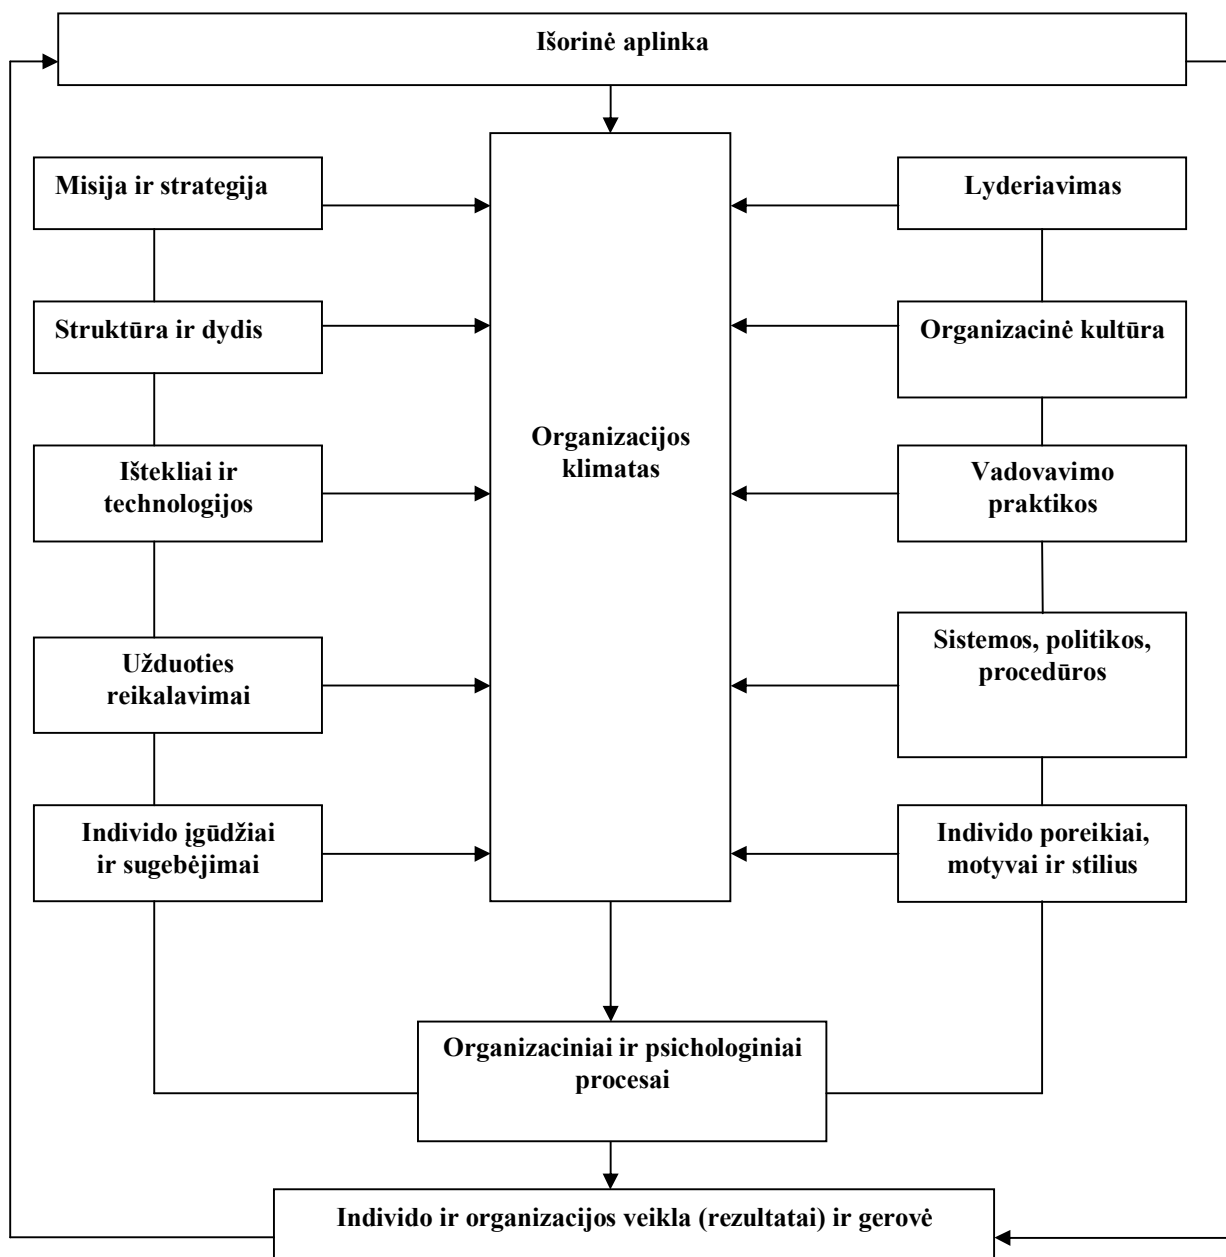 Išorinė aplinka
Misija ir strategija
Lyderiavimas
Struktūra ir dydis
Organizacinė kultūra
Organizacijos
klimatas
Ištekliai ir
technologijos
Vadovavimo
praktikos
Užduoties
reikalavimai
Sistemos, politikos,
procedūros
Individo įgūdžiai
ir sugebėjimai
Individo poreikiai,
motyvai ir stilius
Organizaciniai ir psichologiniai
procesai
Individo ir organizacijos veikla (rezultatai) ir gerovė